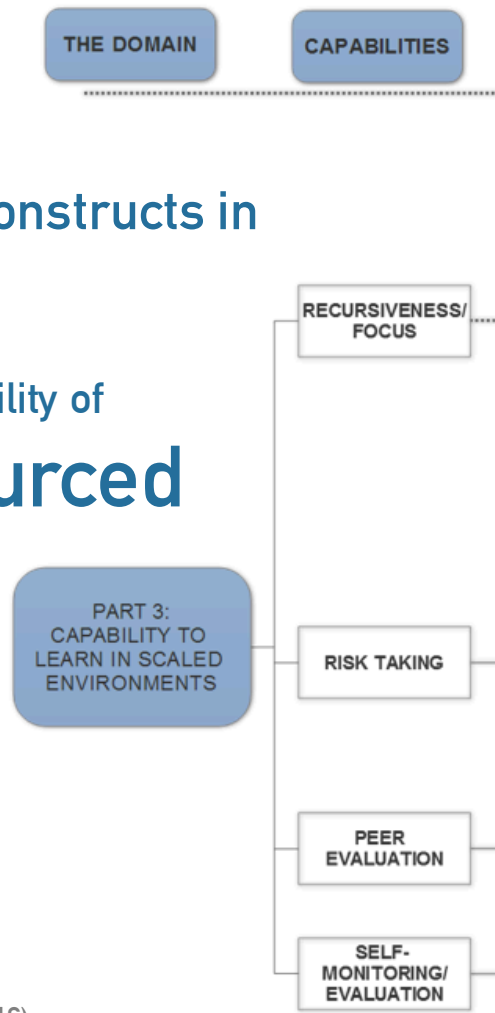 THE DOMAIN
CAPABILITIES
onstructs in
RECURSIVENESS/
FOCUS
ility of
urced
PART 3:
CAPABILITY TO
LEARN IN SCALED
ENVIRONMENTS
RISK TAKING
PEER
EVALUATION
SELF-
MONITORING/
EVALUATION